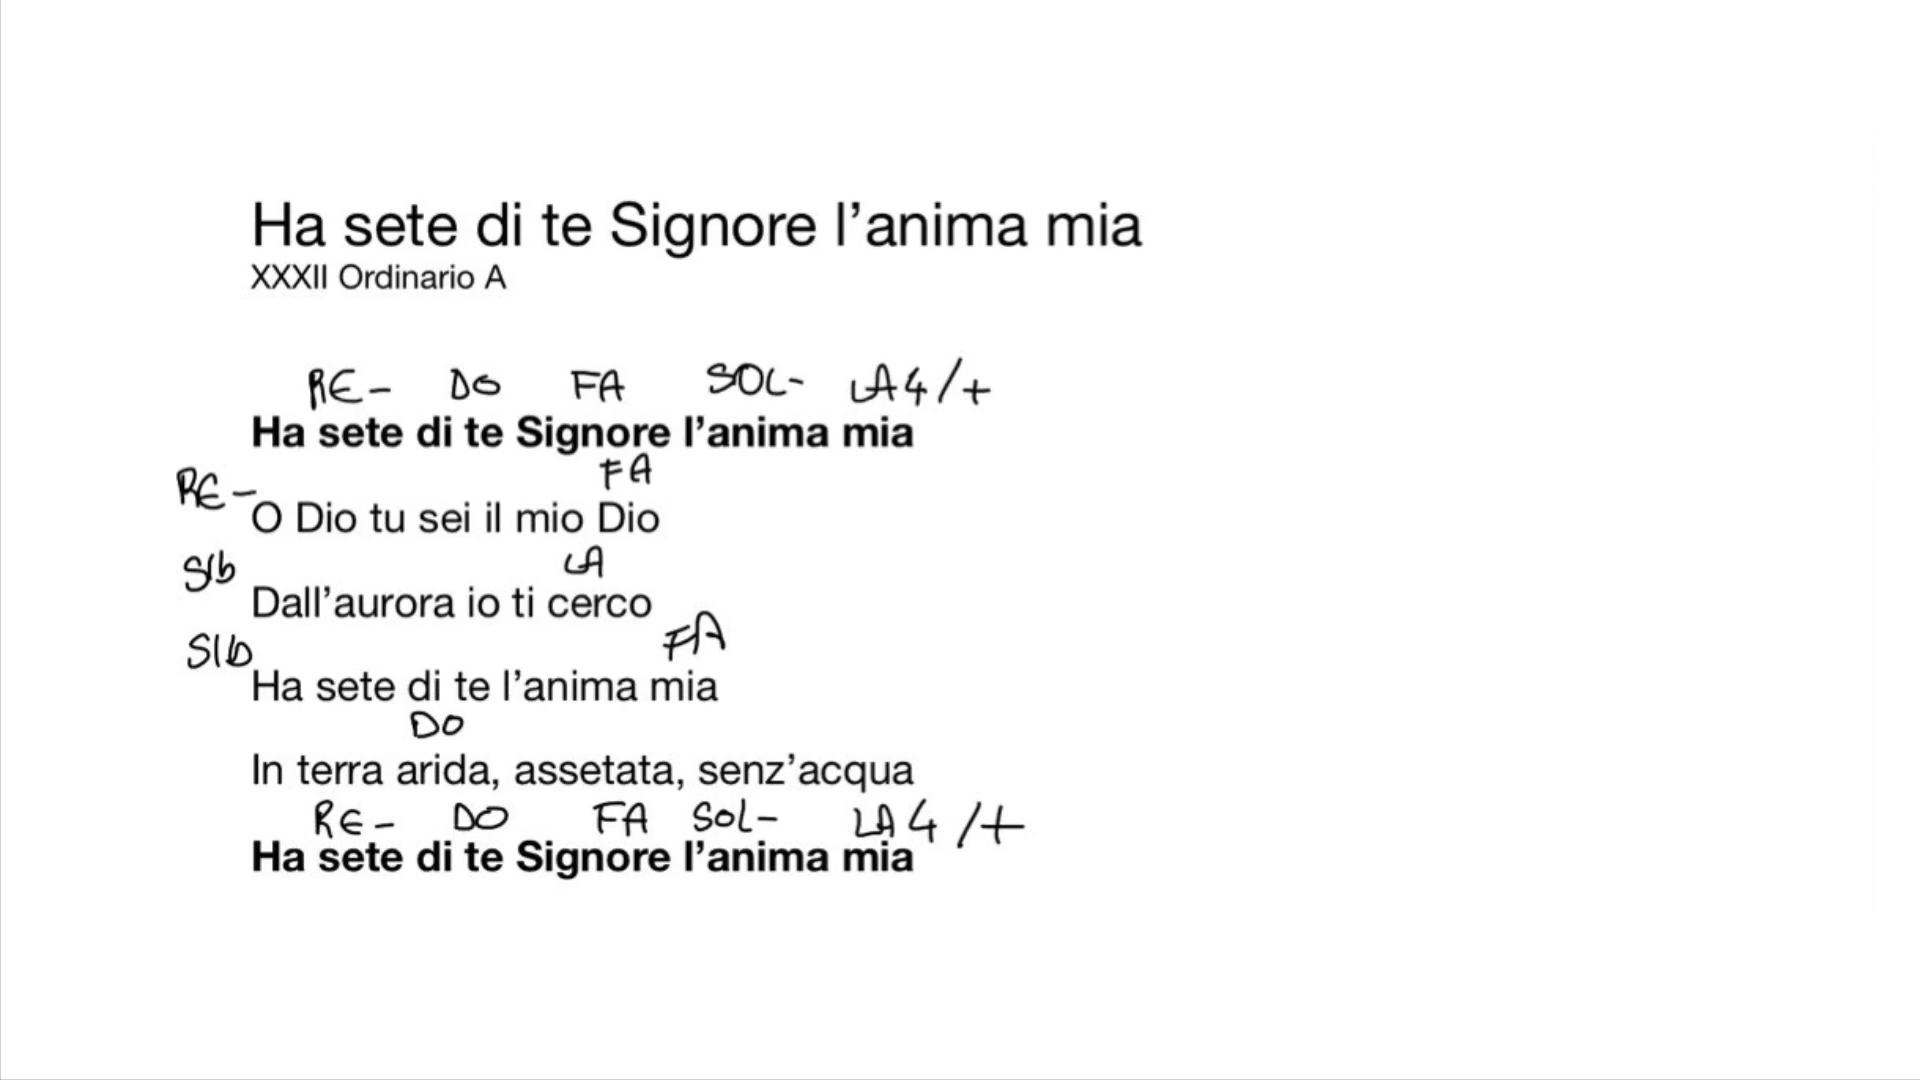 Ha sete di te Signore l’anima mia
XXXII Ordinario A
RE- DO FA SOL- LA4/+
Ha sete di te Signore l’anima mia
RE- FA
O Dio tu sei il mio Dio
SIb LA
Dall’aurora io ti cerco
SIb FA
Ha sete di te l’anima mia
DO
In terra arida, assetata, senz’acqua
RE- DO FA SOL- LA4/+
Ha sete di te Signore l’anima mia